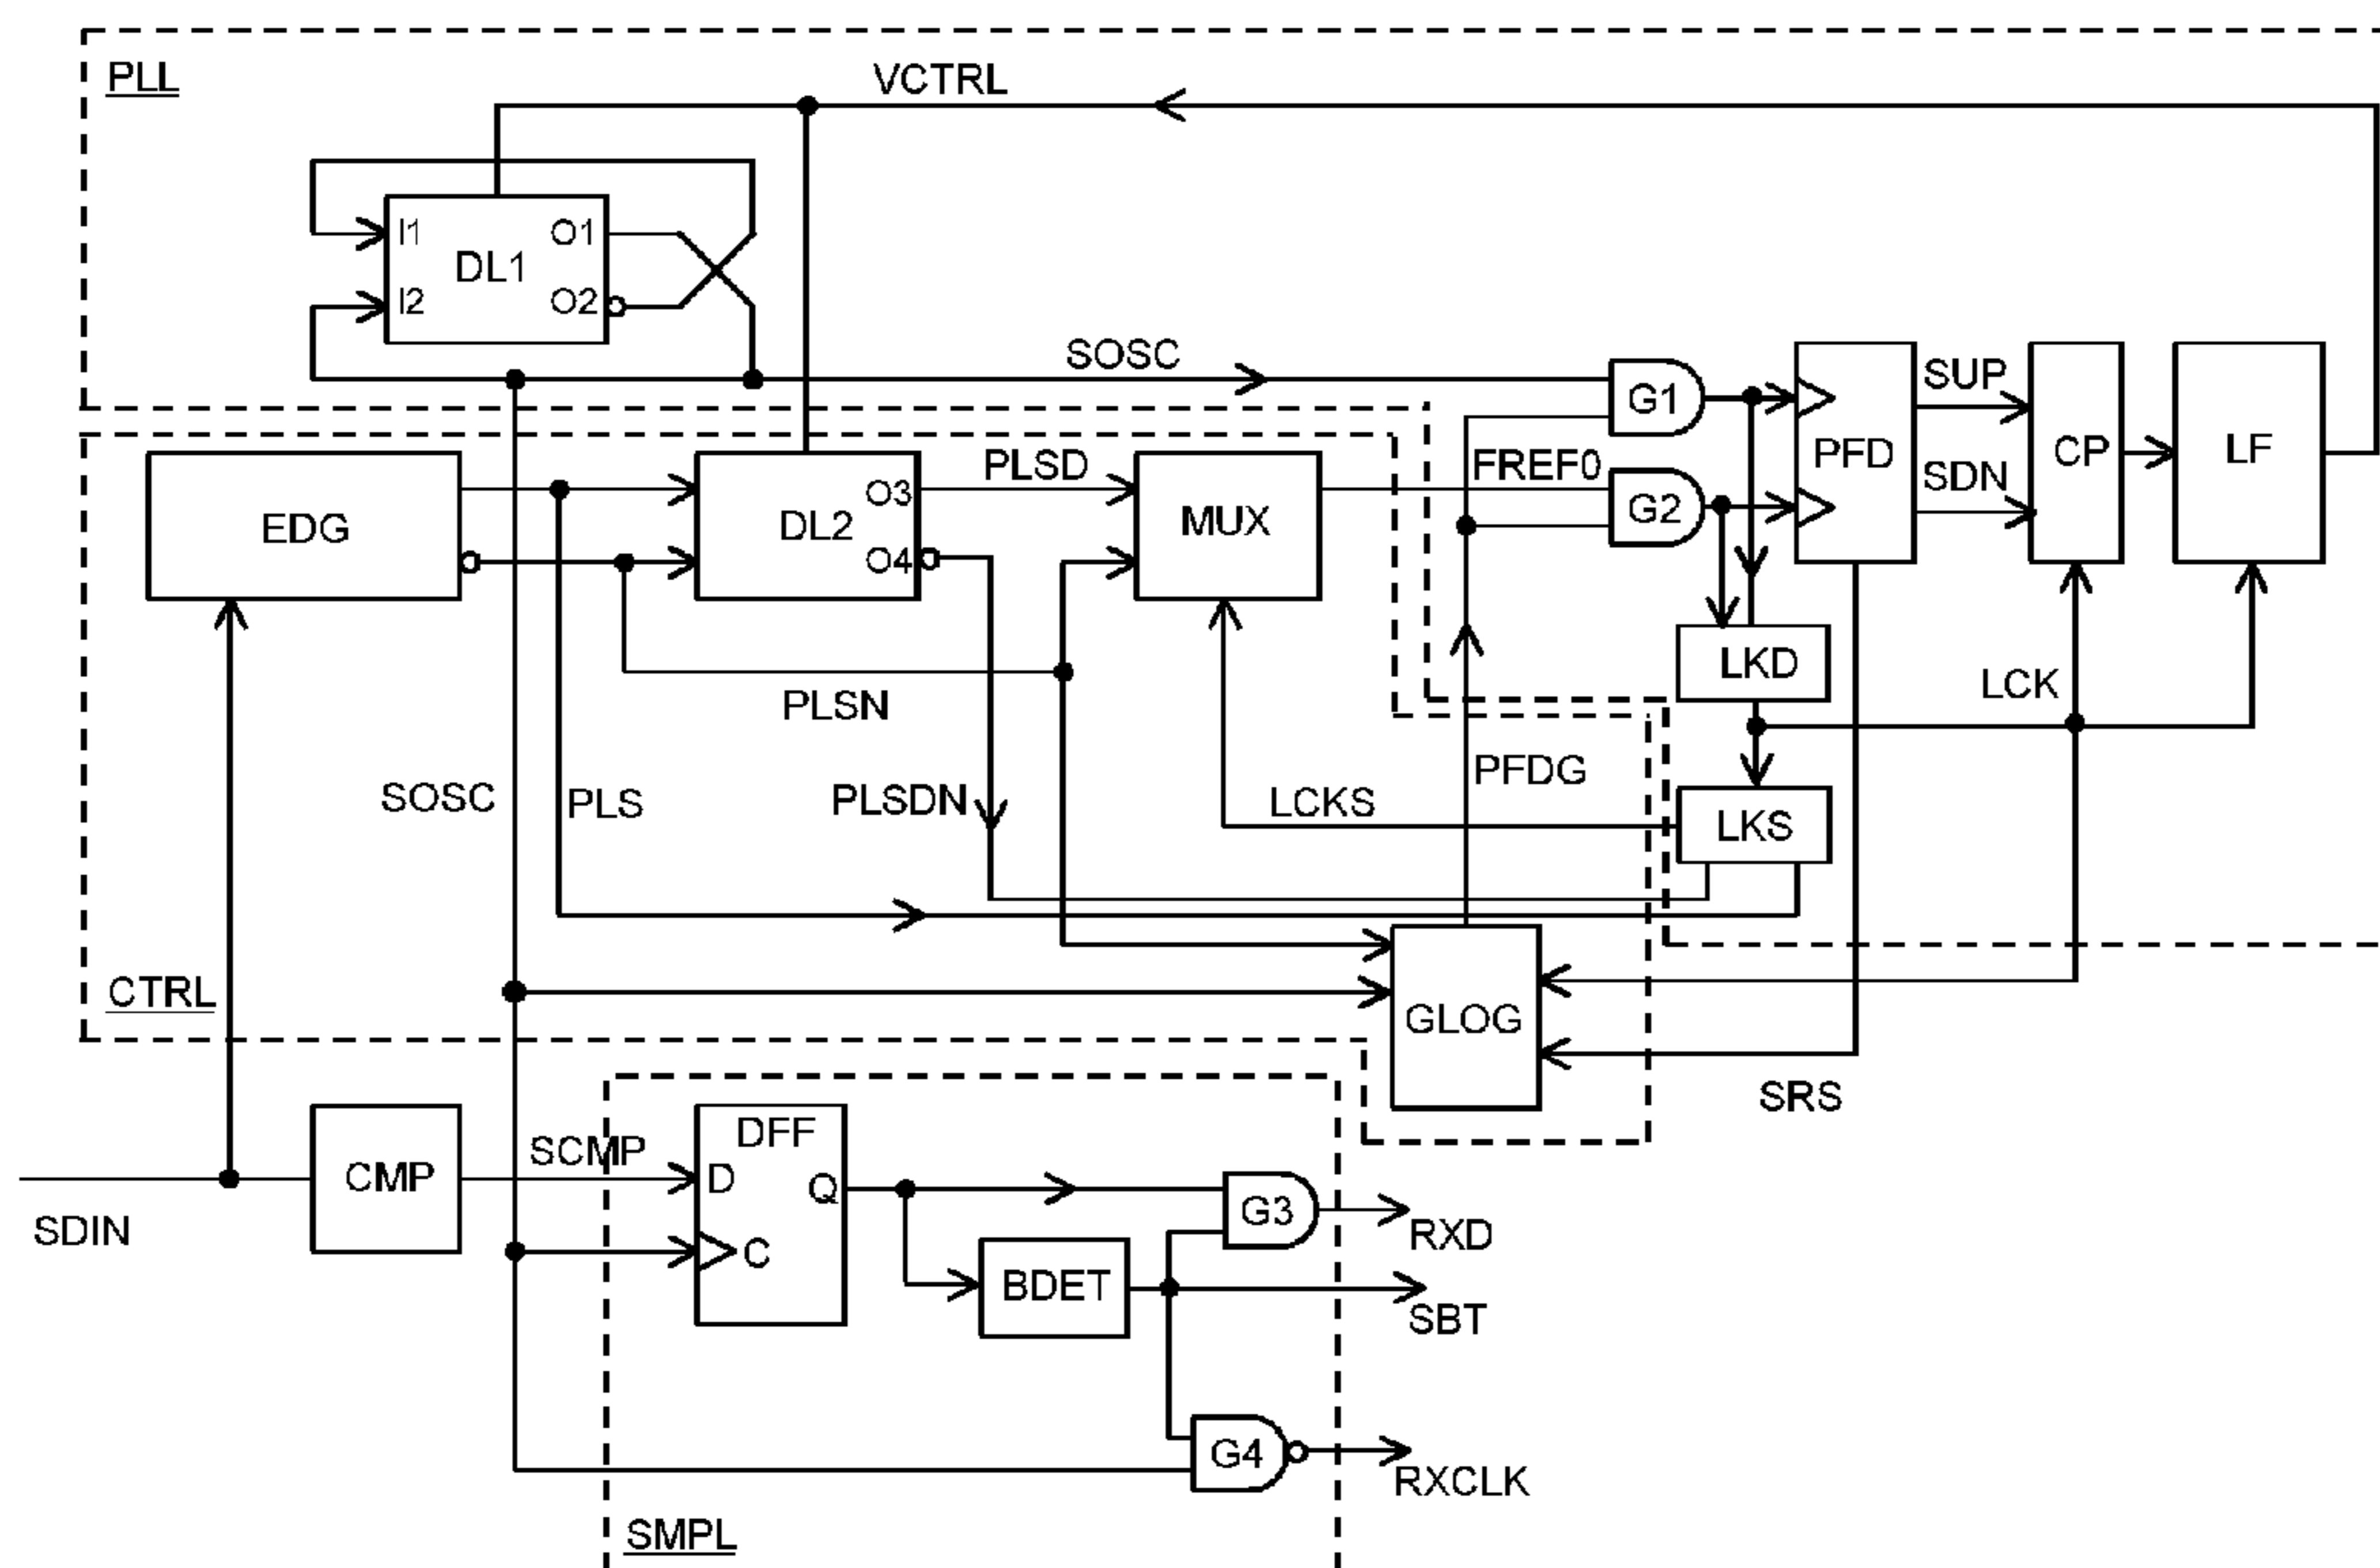 PLL
VCTRL
I1
O1
DL1
I2
O2
SOSC
G1
SUP
PFD
CP
LF
SDN
EDG
DL2
O3
O4
PLSD
MUX
FREF0
G2
LKD
LCK
PLSN
SOSC
PLS
PLSDN
LCKS
PFDG
LKS
CTRL
GLOG
SRS
SDIN
CMP
SCMP
DFF
D
Q
C
G3
RXD
BDET
SBT
G4
RXCLK
SMPL